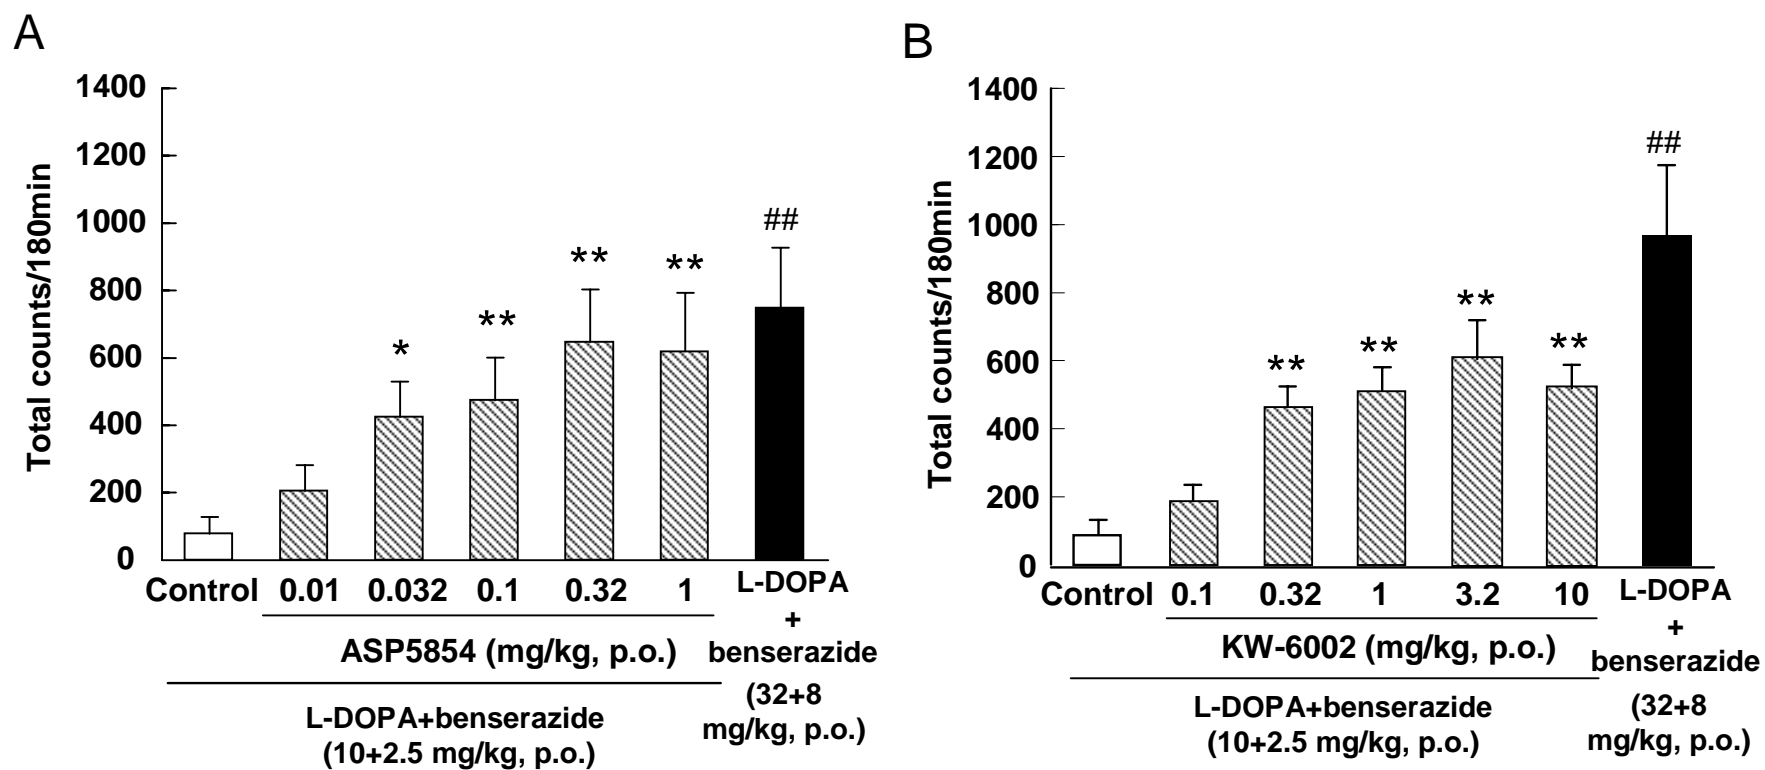 A
Total counts/180min
1400
1200
1000
800
600
400
200
0
*
**
**
**
##
Control 0.01 0.032 0.1 0.32 1 L-DOPA
+
benserazide
(32+8
mg/kg, p.o.)
ASP5854 (mg/kg, p.o.)
L-DOPA+benserazide
(10+2.5 mg/kg, p.o.)
B
Total counts/180min
1400
1200
1000
800
600
400
200
0
**
**
**
**
##
Control 0.1 0.32 1 3.2 10 L-DOPA
+
benserazide
(32+8
mg/kg, p.o.)
KW-6002 (mg/kg, p.o.)
L-DOPA+benserazide
(10+2.5 mg/kg, p.o.)